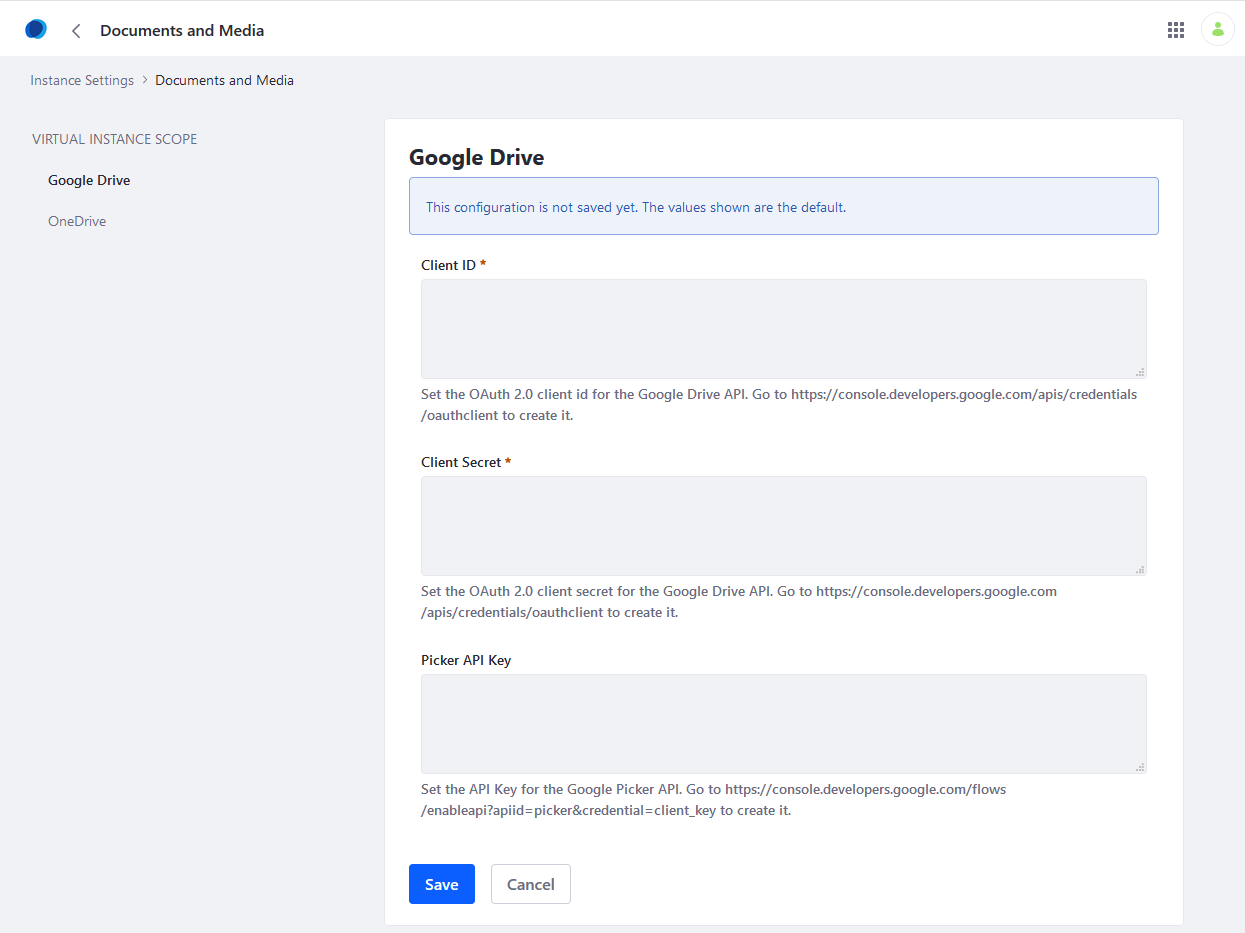 Documents and Media
Instance Settings > Documents and Media
VIRTUAL INSTANCE SCOPE
Google Drive
OneDrive
Google Drive
This configuration is not saved yet. The values shown are the default.
Client ID *
Set the OAuth 2.0 client id for the Google Drive API. Go to https://console.developers.google.com/apis/credentials
/oauthclient to create it.
Client Secret *
Set the OAuth 2.0 client secret for the Google Drive API. Go to https://console.developers.google.com
/apis/credentials/oauthclient to create it.
Picker API Key
Set the API Key for the Google Picker API. Go to https://console.developers.google.com/flows
/enableapi?apiid=picker&credential=client_key to create it.
Save Cancel